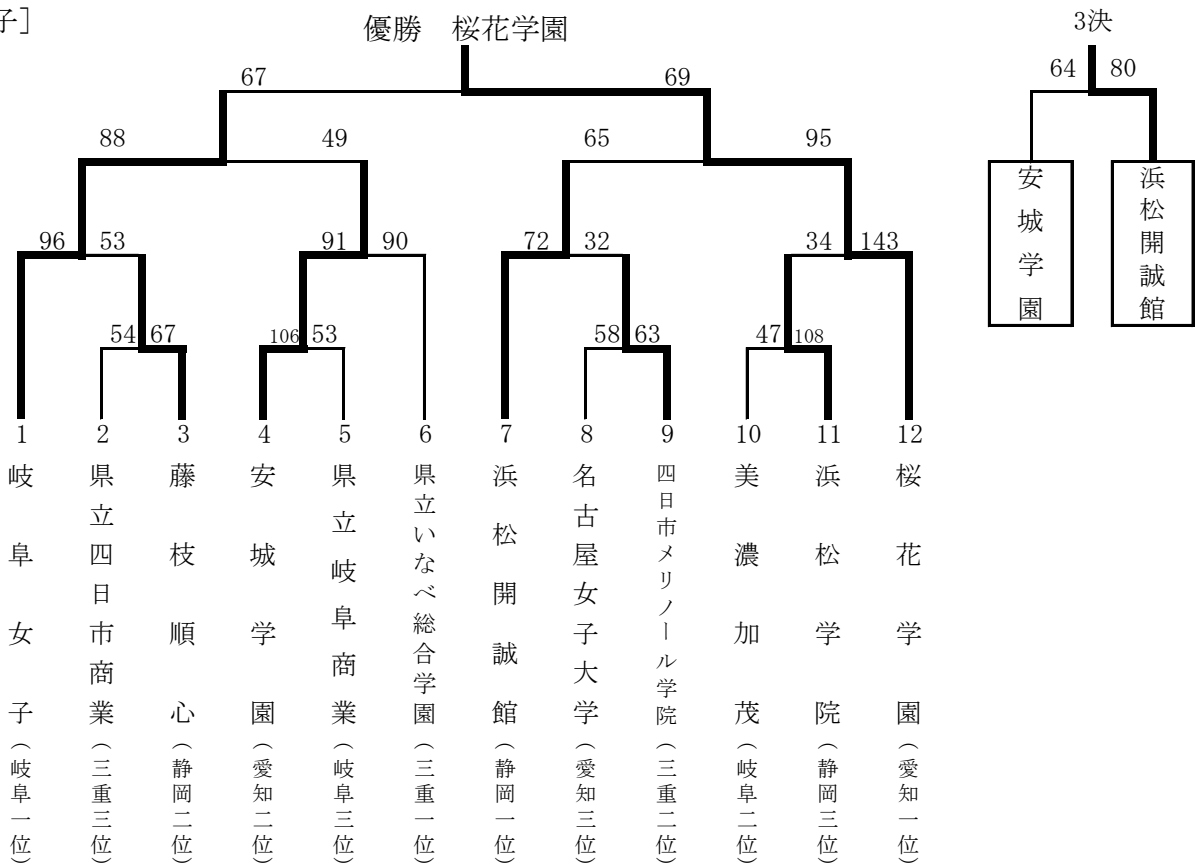 子］
優勝　桜花学園
3決
67
69
64
80
88
49
65
95
96
53
91
90
72
32
34
143
54
67
106
53
58
63
47
108
安城学園
浜松開誠館
1
2
3
4
5
6
7
8
9
10
11
12
岐阜女子（岐阜一位）
県立四日市商業（三重三位）
藤枝順心（静岡二位）
安城学園（愛知二位）
県立岐阜商業（岐阜三位）
県立いなべ総合学園（三重一位）
浜松開誠館（静岡一位）
名古屋女子大学（愛知三位）
四日市メリノール学院（三重二位）
美濃加茂（岐阜二位）
浜松学院（静岡三位）
桜花学園（愛知一位）